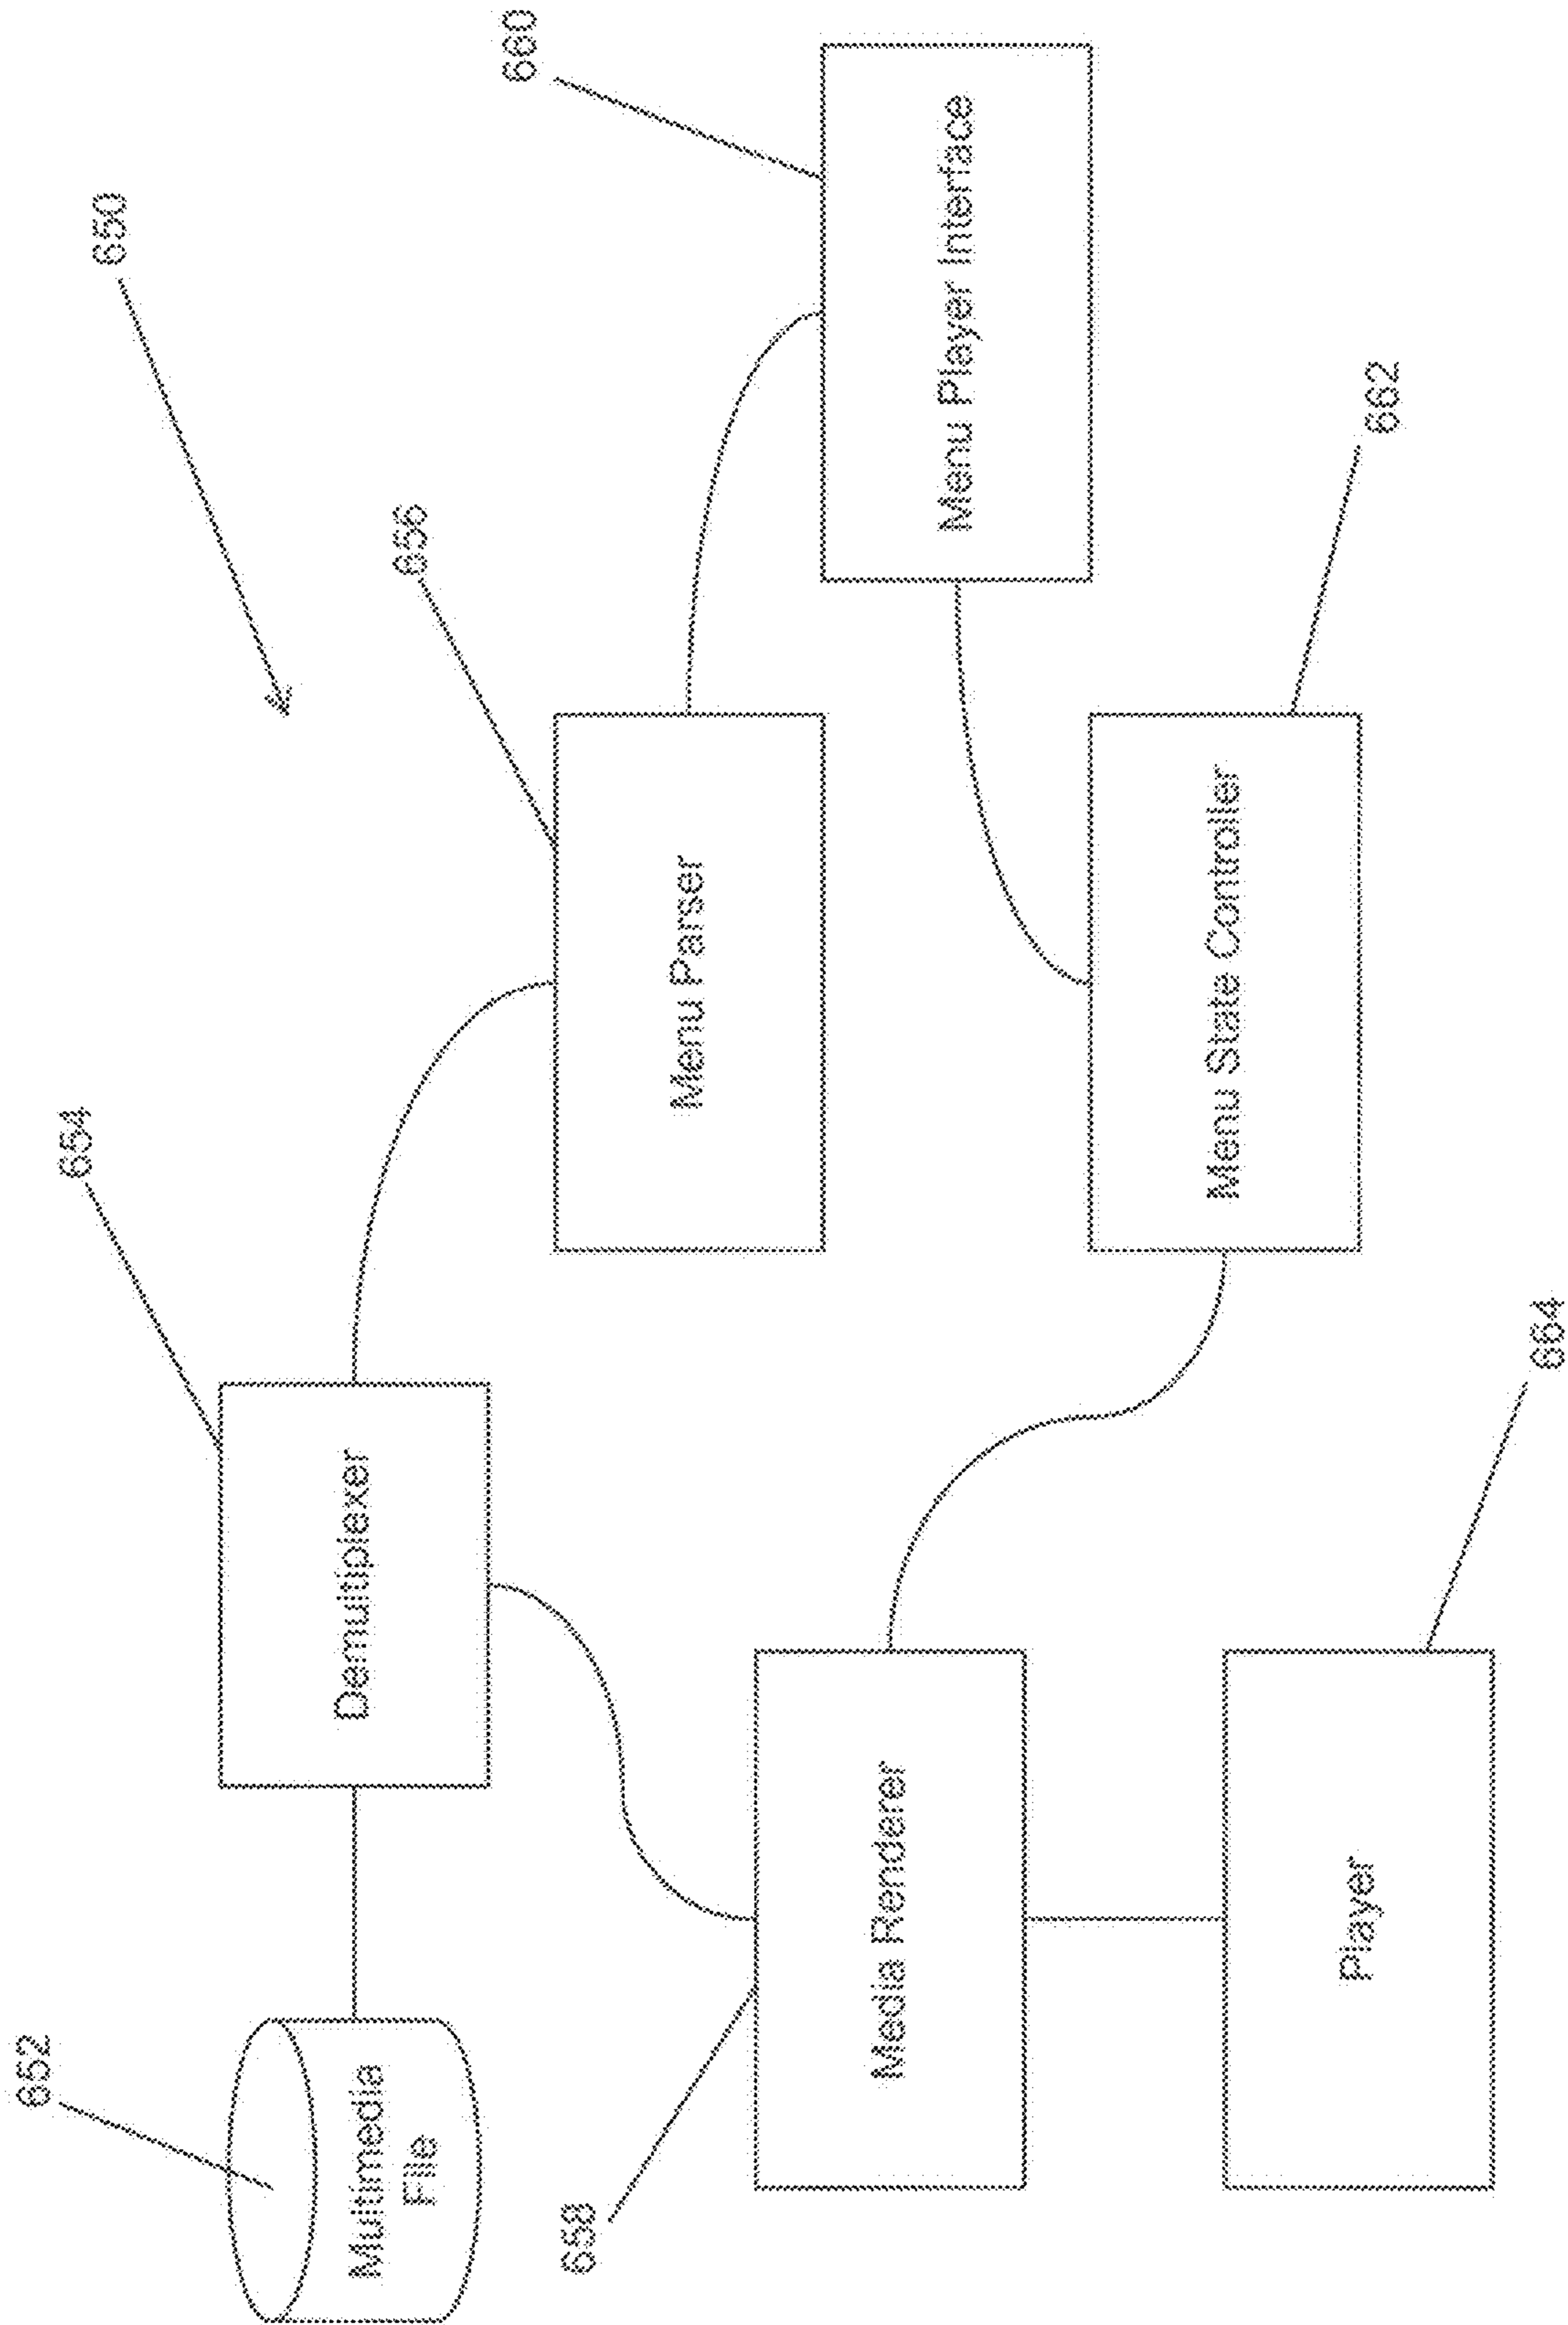 650
652
Multimedia
File
654
Demultiplexer
656
Menu Parser
660
Menu Player Interface
658
Media Renderer
662
Menu State Controller
664
Player